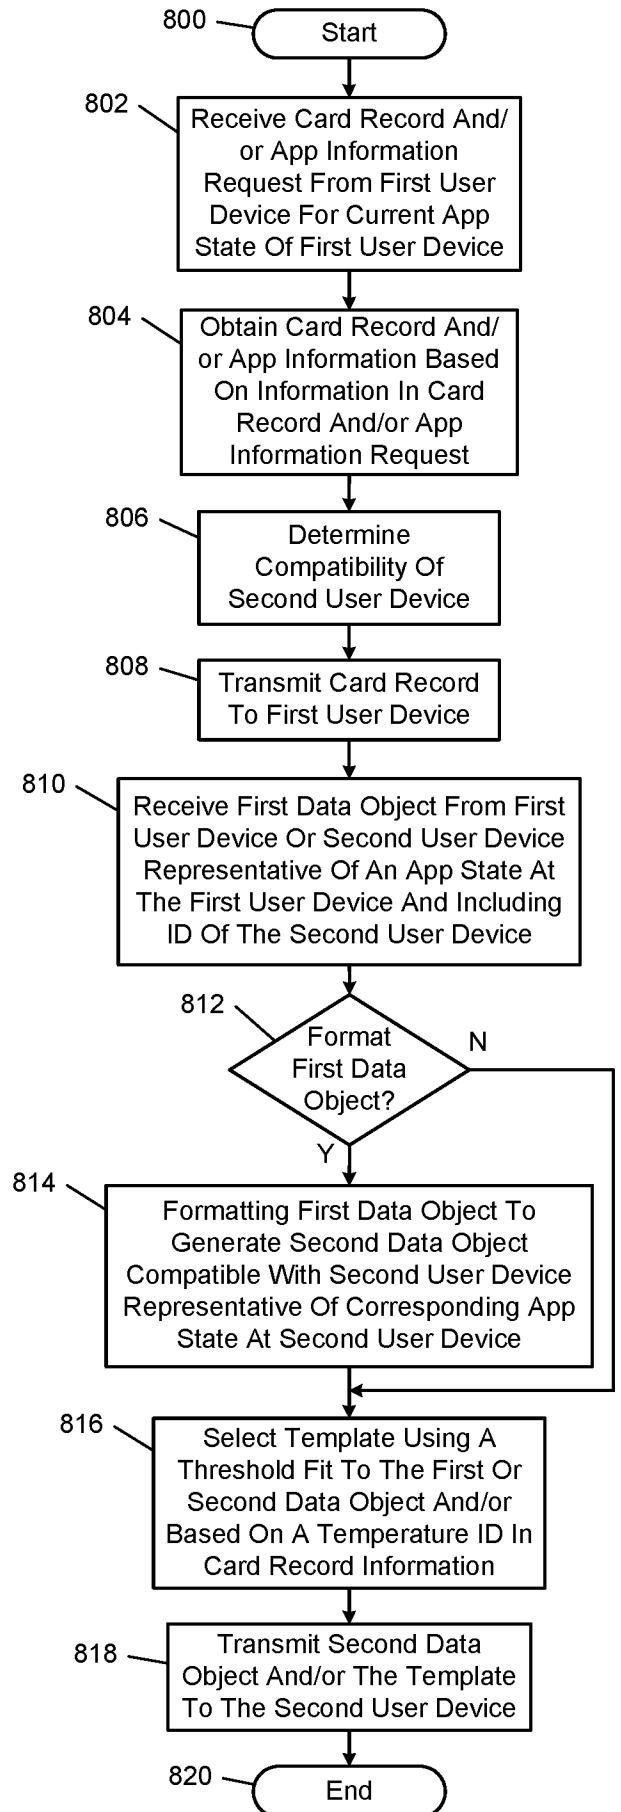 800
Start
802
Receive Card Record And/
or App Information
Request From First User
Device For Current App
State Of First User Device
804
Obtain Card Record And/
or App Information Based
On Information In Card
Record And/or App
Information Request
806
Determine
Compatibility Of
Second User Device
808
Transmit Card Record
To First User Device
810
Receive First Data Object From First
User Device Or Second User Device
Representative Of An App State At
The First User Device And Including
ID Of The Second User Device
812
Format
First Data
Object?
N
Y
814
Formatting First Data Object To
Generate Second Data Object
Compatible With Second User Device
Representative Of Corresponding App
State At Second User Device
816
Select Template Using A
Threshold Fit To The First Or
Second Data Object And/or
Based On A Temperature ID In
Card Record Information
818
Transmit Second Data
Object And/or The Template
To The Second User Device
820
End